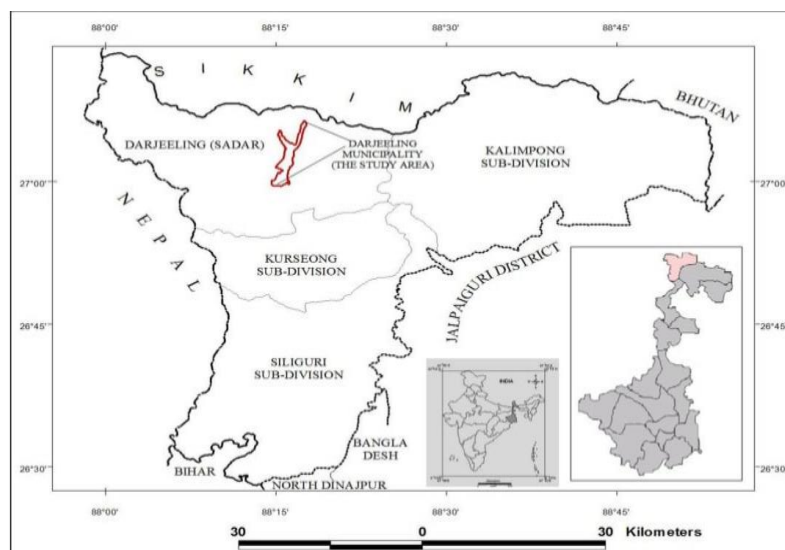 88°00' 88°15' 88°30' 88°45'
SIKKIM
BHUTAN
DARJEELING (SADAR)
DARJEELING
MUNICIPALITY
(THE STUDY AREA)
KALIMPONG
SUB-DIVISION
27°00' 27°00'
NEPAL
KURSEONG
SUB-DIVISION
JALPAIGURI DISTRICT
26°45' 26°45'
SILIGURI
SUB-DIVISION
INDIA
BANGLA
DESH
26°30' 26°30'
BIHAR
NORTH DINAJPUR
88°00' 88°15' 88°30' 88°45'
30 0 30 Kilometers